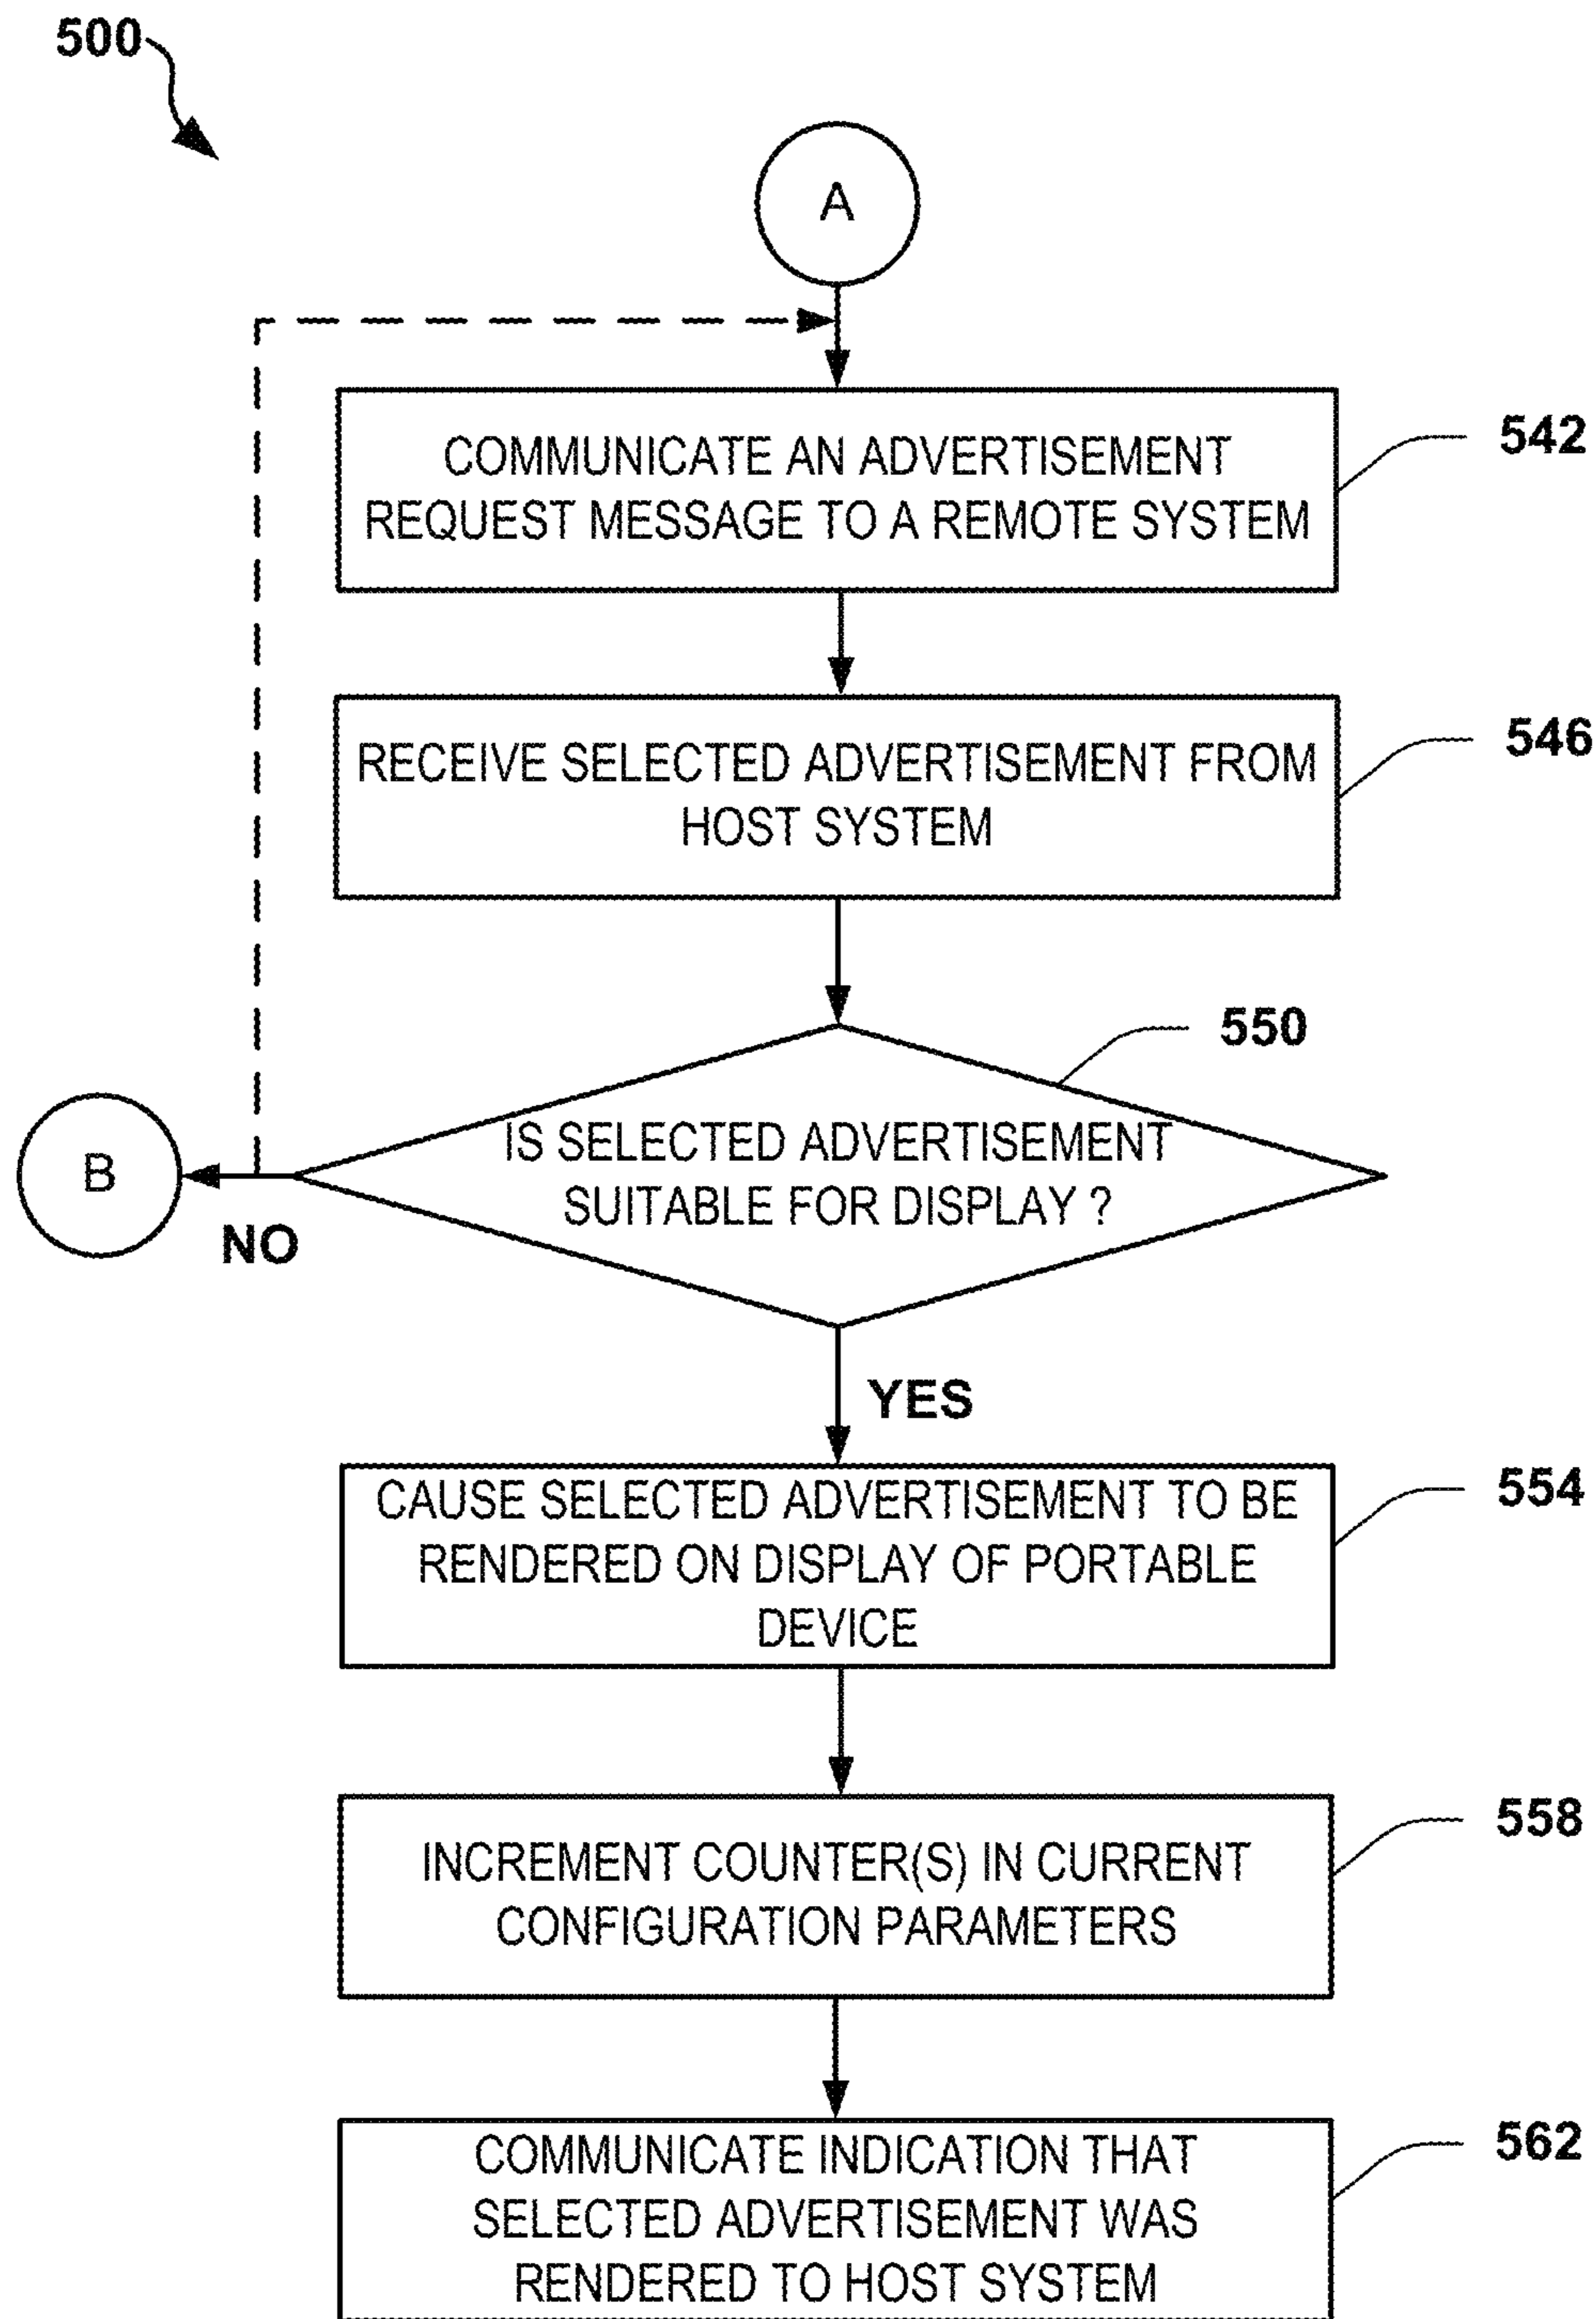 500
A
COMMUNICATE AN ADVERTISEMENT
REQUEST MESSAGE TO A REMOTE SYSTEM
542
RECEIVE SELECTED ADVERTISEMENT FROM
HOST SYSTEM
546
550
IS SELECTED ADVERTISEMENT
SUITABLE FOR DISPLAY ?
B
NO
YES
CAUSE SELECTED ADVERTISEMENT TO BE
RENDERED ON DISPLAY OF PORTABLE
DEVICE
554
INCREMENT COUNTER(S) IN CURRENT
CONFIGURATION PARAMETERS
558
COMMUNICATE INDICATION THAT
SELECTED ADVERTISEMENT WAS
RENDERED TO HOST SYSTEM
562